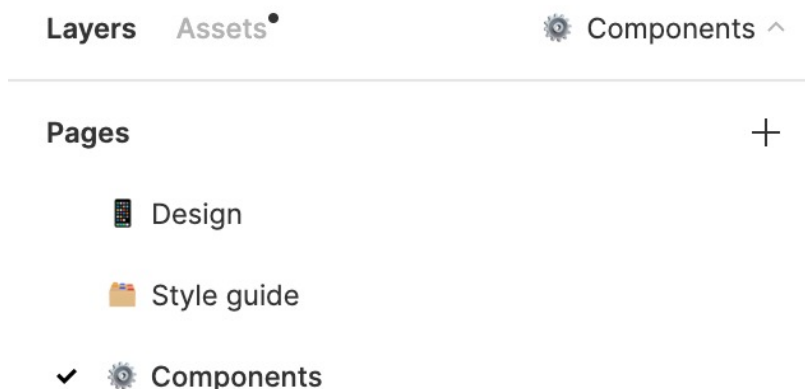 Layers Assets Components
Pages
Design
Style guide
Components